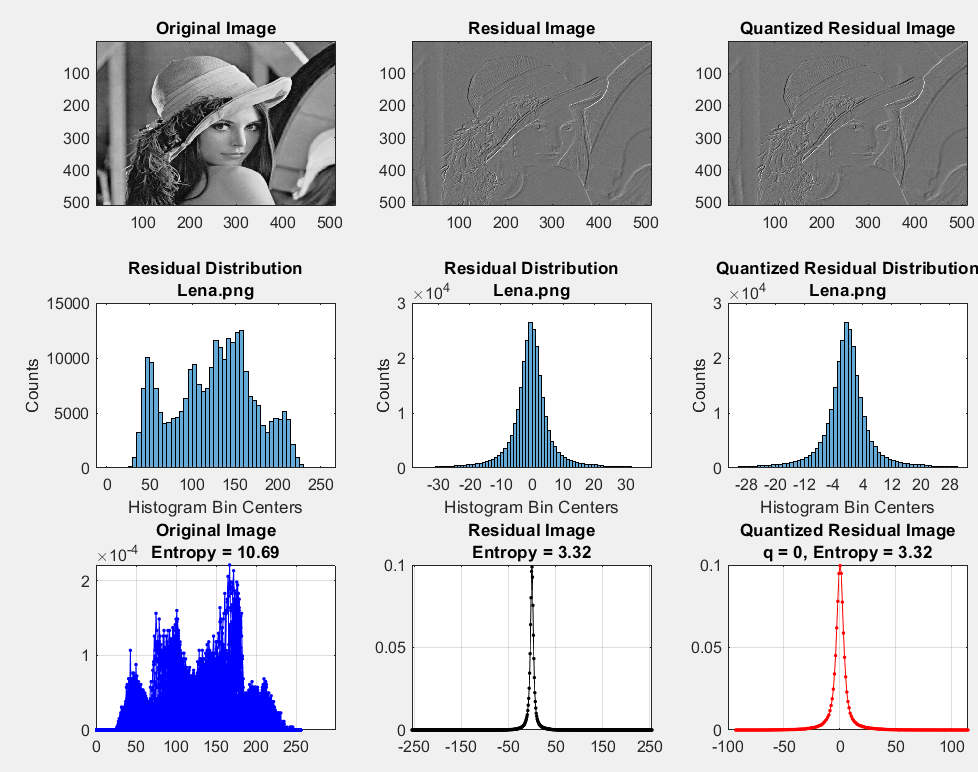 Original Image
Residual Image
Quantized Residual Image
100
200
300
400
500
100 200 300 400 500
100
200
300
400
500
100 200 300 400 500
100
200
300
400
500
100 200 300 400 500
Residual Distribution
Lena.png
15000
10000
5000
0
Counts
0 50 100 150 200 250
Histogram Bin Centers
Residual Distribution
Lena.png
×10^4
3
2
1
0
Counts
-30 -20 -10 0 10 20 30
Histogram Bin Centers
Quantized Residual Distribution
Lena.png
×10^4
3
2
1
0
Counts
-28 -20 -12 -4 4 12 20 28
Histogram Bin Centers
Original Image
Entropy = 10.69
×10^-4
2
1
0
0 50 100 150 200 250
Residual Image
Entropy = 3.32
0.1
0.05
0
-250 -150 -50 50 150 250
Quantized Residual Image
q = 0, Entropy = 3.32
0.1
0.05
0
-100 -50 0 50 100